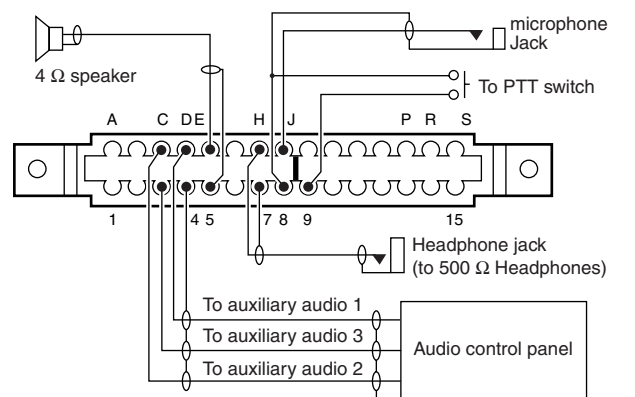 microphone
Jack
4 Ω speaker
To PTT switch
A C D E H J P R S
1 4 5 7 8 9 15
Headphone jack
(to 500 Ω Headphones)
To auxiliary audio 1
To auxiliary audio 3
Audio control panel
To auxiliary audio 2